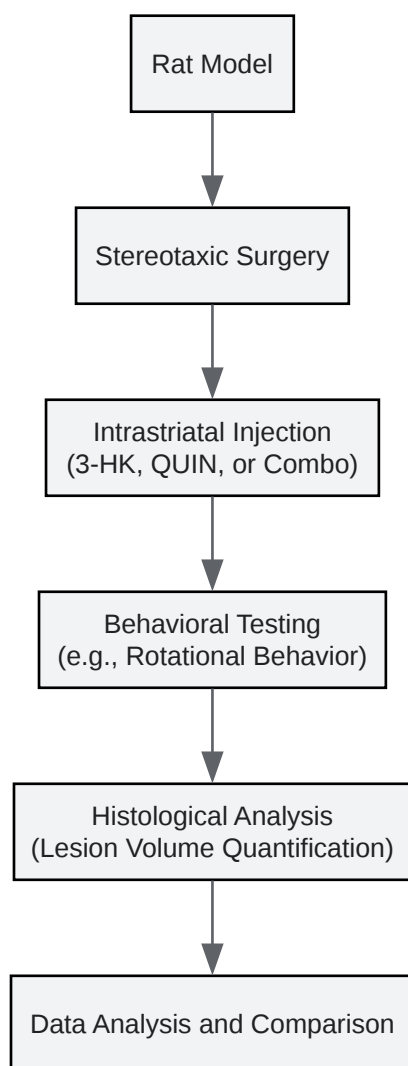 Rat Model
Stereotaxic Surgery
Intrastriatal Injection
(3-HK, QUIN, or Combo)
Behavioral Testing
(e.g., Rotational Behavior)
Histological Analysis
(Lesion Volume Quantification)
Data Analysis and Comparison